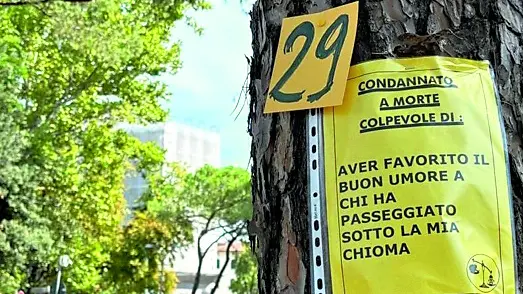 29
CONDANNATO
A MORTE
COLPEVOLE DI :
AVER FAVORITO IL
BUON UMORE A
CHI HA
PASSEGGIATO
SOTTO LA MIA
CHIOMA